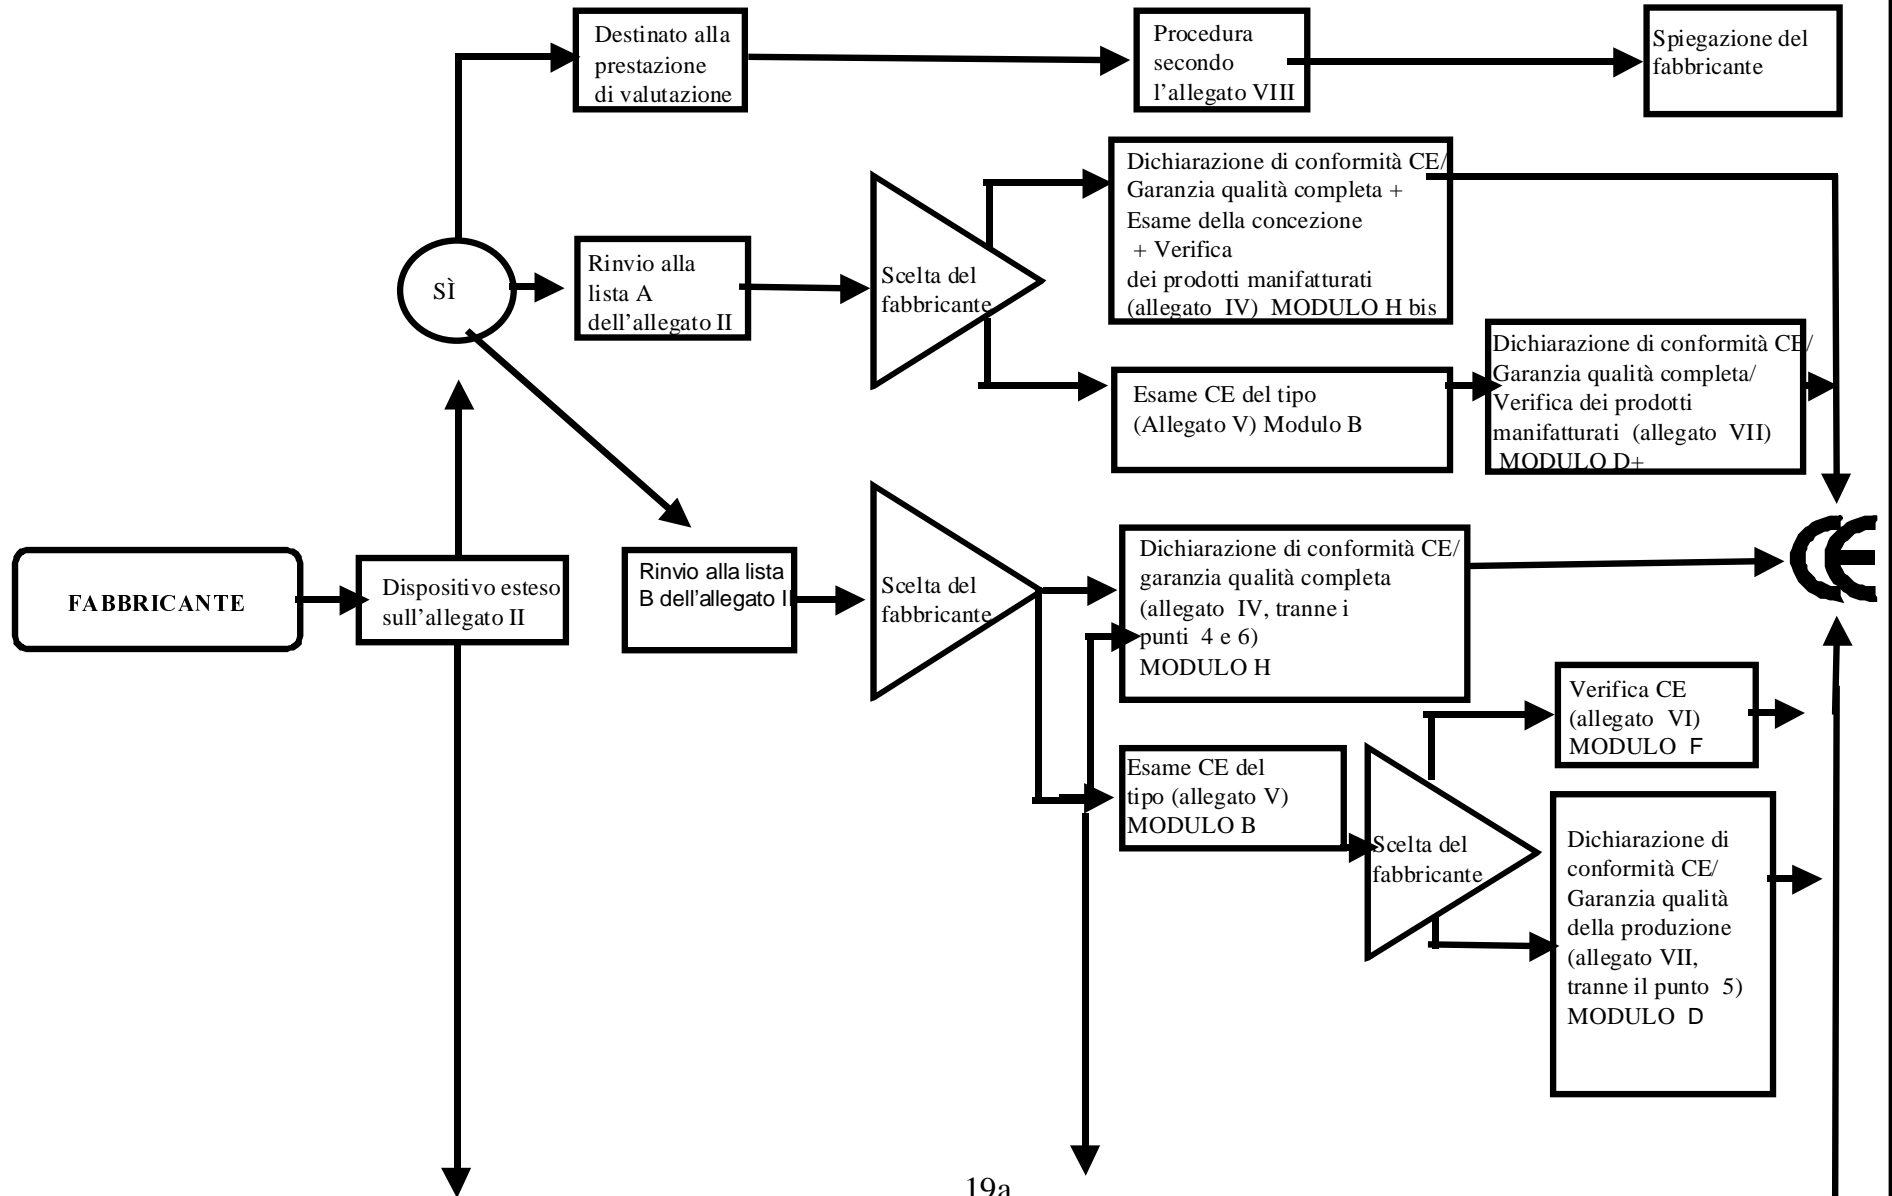 Destinato alla
prestazione
di valutazione
Procedura
secondo
l'allegato VIII
Spiegazione del
fabbricante
Dichiarazione di conformità CE/
Garanzia qualità completa +
Esame della concezione
+ Verifica
dei prodotti manifatturati
(allegato IV) MODULO H bis
SÌ
Rinvio alla
lista A
dell'allegato II
Scelta del
fabbricante
Esame CE del tipo
(Allegato V) Modulo B
Dichiarazione di conformità CE/
Garanzia qualità completa/
Verifica dei prodotti
manifatturati (allegato VII)
MODULO D+
FABBRICANTE
Dispositivo esteso
sull'allegato II
Rinvio alla lista
B dell'allegato II
Scelta del
fabbricante
Dichiarazione di conformità CE/
garanzia qualità completa
(allegato IV, tranne i
punti 4 e 6)
MODULO H
CE
Esame CE del
tipo (allegato V)
MODULO B
Scelta del
fabbricante
Verifica CE
(allegato VI)
MODULO F
Dichiarazione di
conformità CE/
Garanzia qualità
della produzione
(allegato VII,
tranne il punto 5)
MODULO D
19a